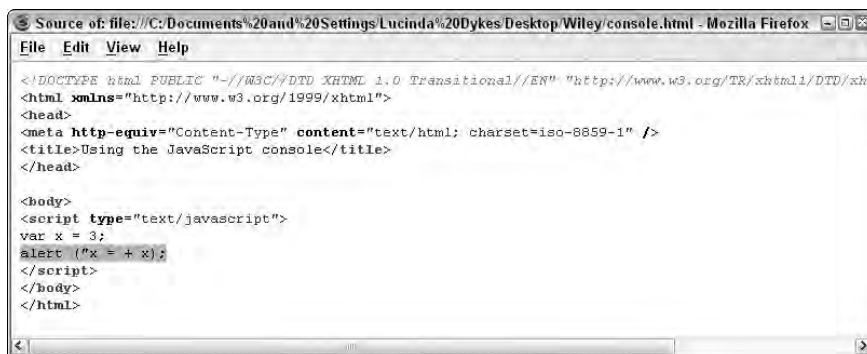 Source of: file:///C:/Documents%20and%20Settings/Lucinda%20Dykes/Desktop/Wiley/console.html - Mozilla Firefox
File Edit View Help
<!DOCTYPE html PUBLIC "-//W3C//DTD XHTML 1.0 Transitional//EN" "http://www.w3.org/TR/xhtml1/DTD/xh
<html xmlns="http://www.w3.org/1999/xhtml">
<head>
<meta http-equiv="Content-Type" content="text/html; charset=iso-8859-1" />
<title>Using the JavaScript console</title>
</head>
<body>
<script type="text/javascript">
var x = 3;
alert ("x = + x);
</script>
</body>
</html>